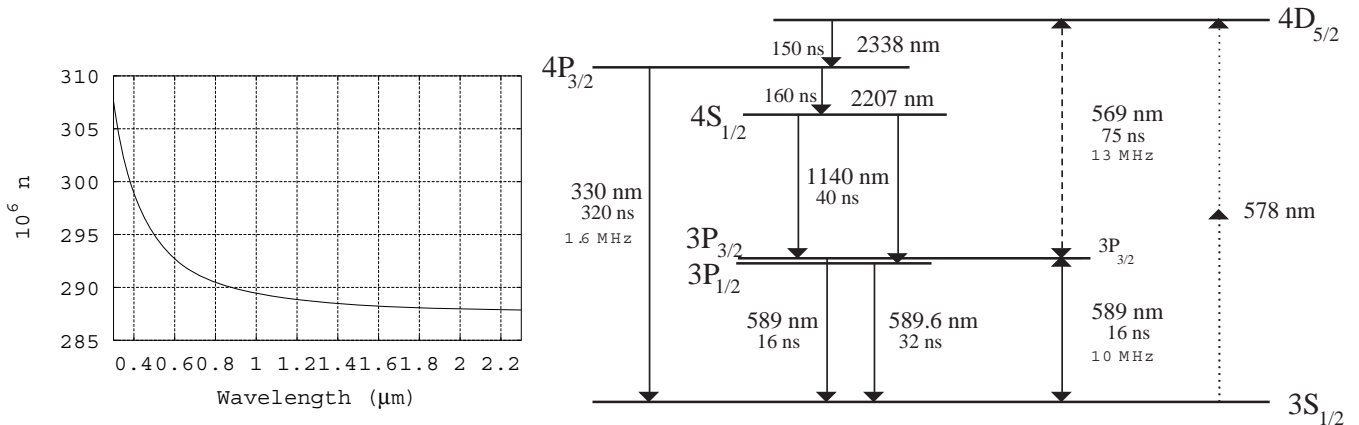 310
305
300
295
290
285
10⁶ n
0.4 0.6 0.8 1 1.2 1.4 1.6 1.8 2 2.2
Wavelength (μm)
4D5/2
150 ns 2338 nm
4P3/2
160 ns 2207 nm
4S1/2
569 nm
75 ns
13 MHz
330 nm
320 ns
1.6 MHz
1140 nm
40 ns
578 nm
3P3/2
3P3/2
3P1/2
589 nm
16 ns
589.6 nm
32 ns
589 nm
16 ns
10 MHz
3S1/2